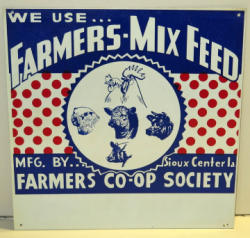 WE USE...
FARMERS-MIX FEED
MFG. BY... Sioux Center Ia
FARMERS CO-OP SOCIETY